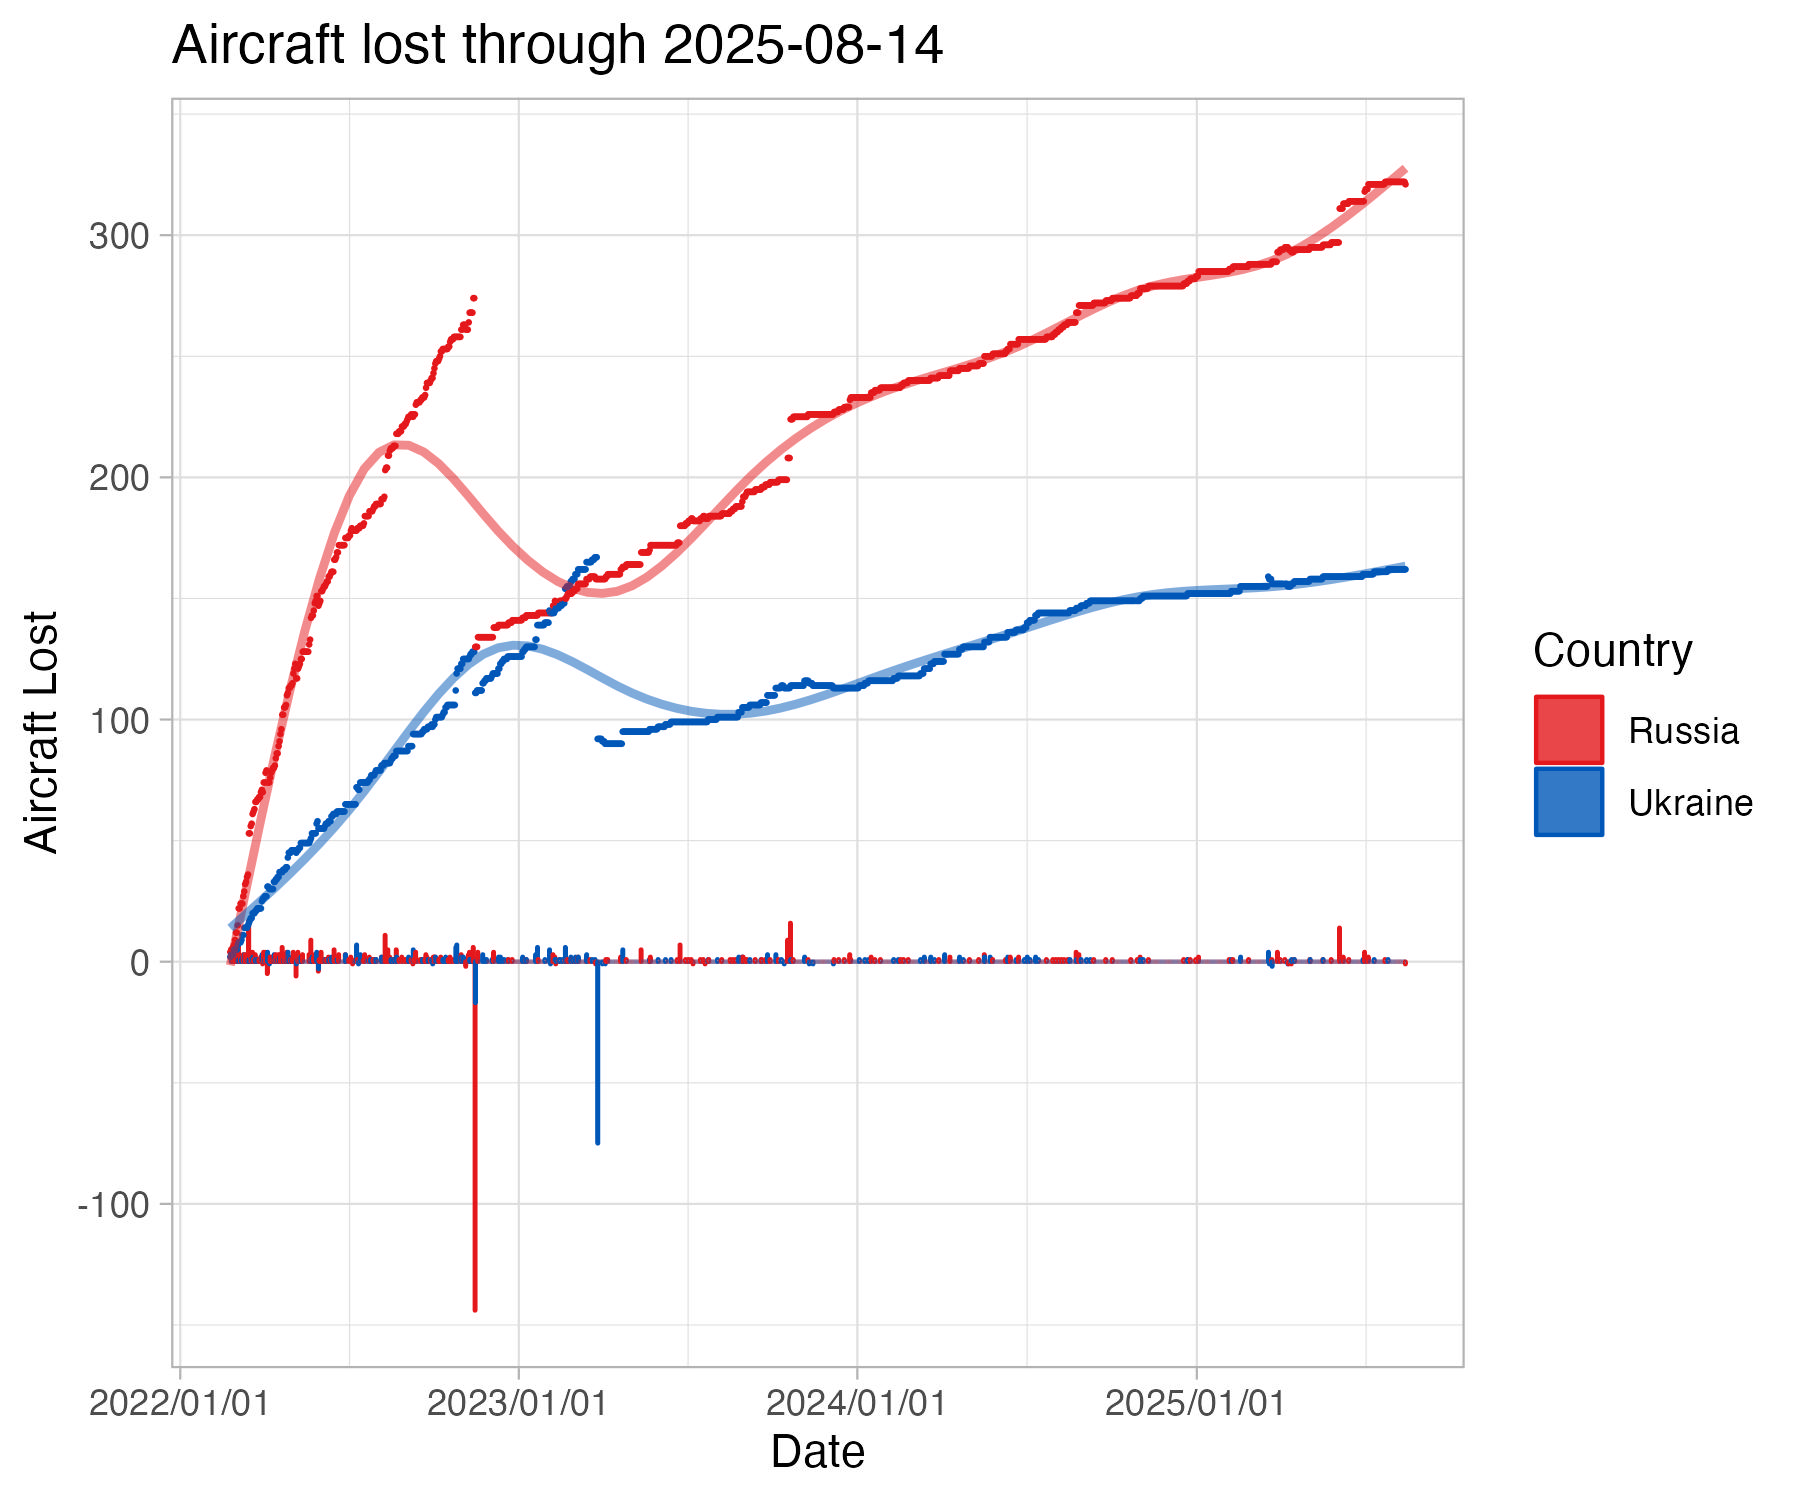 Aircraft lost through 2025-08-14
Aircraft Lost
300
200
100
0
-100
2022/01/01
2023/01/01
2024/01/01
2025/01/01
Date
Country
Russia
Ukraine